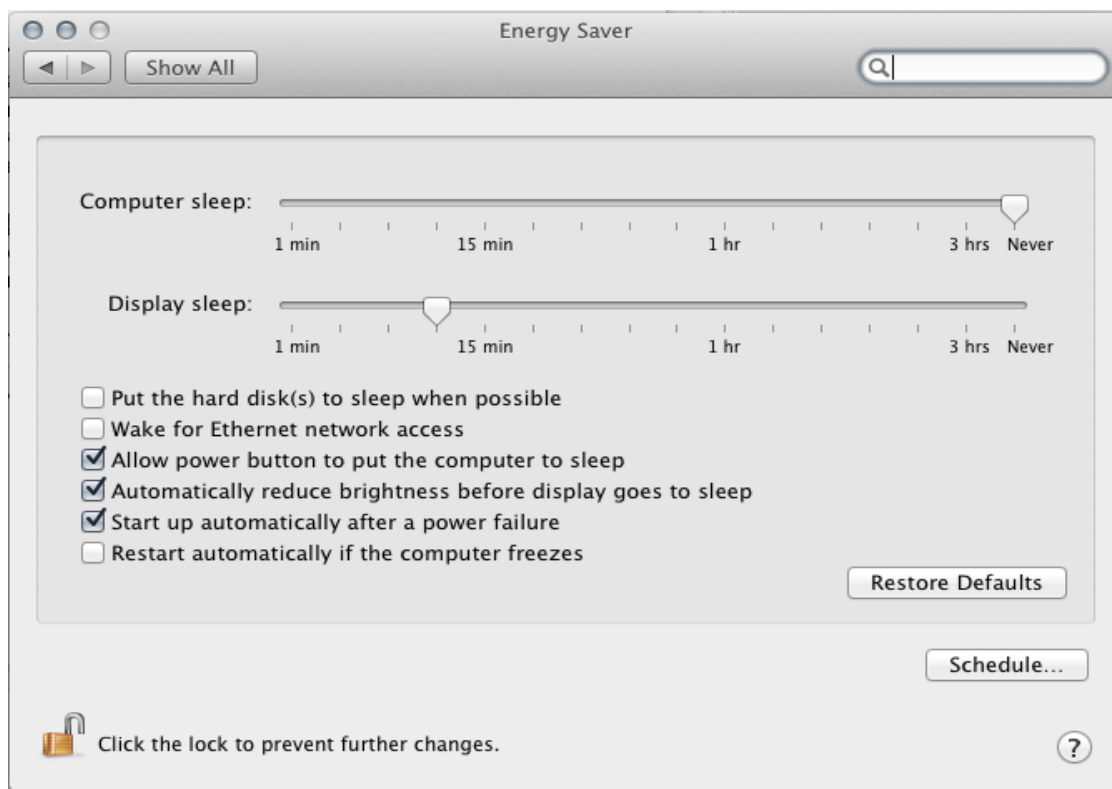 Energy Saver
Show All
Computer sleep:
1 min 15 min 1 hr 3 hrs Never
Display sleep:
1 min 15 min 1 hr 3 hrs Never
Put the hard disk(s) to sleep when possible
Wake for Ethernet network access
Allow power button to put the computer to sleep
Automatically reduce brightness before display goes to sleep
Start up automatically after a power failure
Restart automatically if the computer freezes
Restore Defaults
Schedule...
Click the lock to prevent further changes.
?